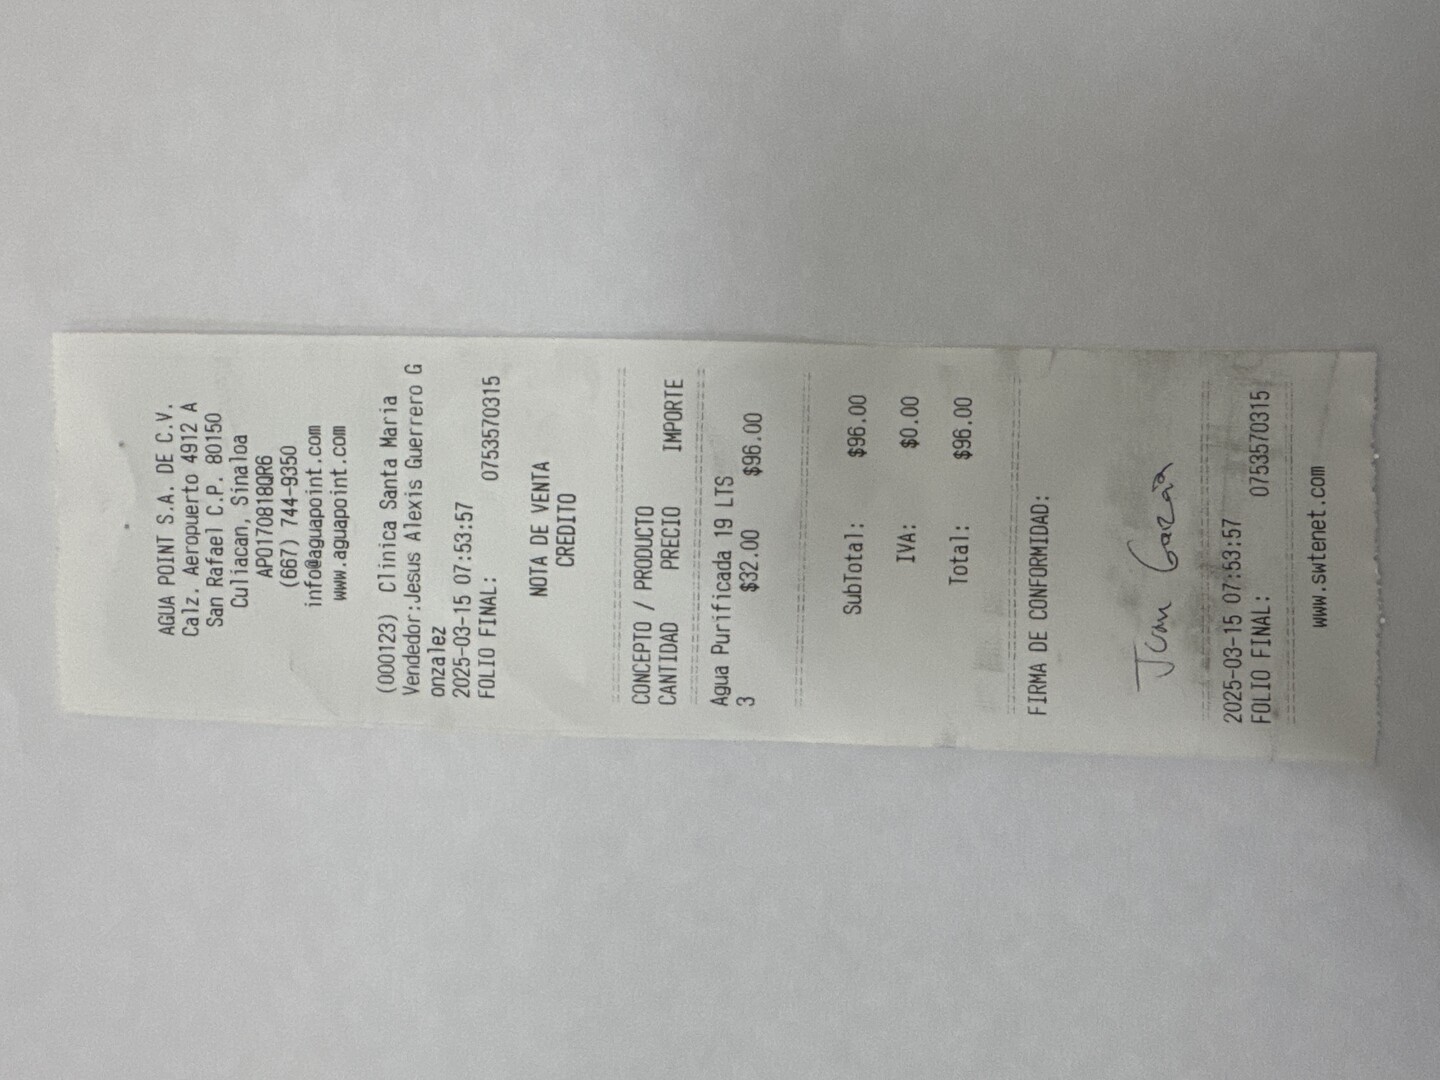 AGUA POINT S.A. DE C.V.
Calz. Aeropuerto 4912 A
San Rafael C.P. 80150
Culiacan, Sinaloa
APO170818QR6
(667) 744-9350
info@aguapoint.com
www.aguapoint.com
(000123) Clinica Santa Maria
Vendedor:Jesus Alexis Guerrero G
onzalez
2025-03-15 07:53:57
FOLIO FINAL: 0753570315
NOTA DE VENTA
CREDITO
CONCEPTO / PRODUCTO
CANTIDAD PRECIO IMPORTE
Agua Purificada 19 LTS
3 $32.00 $96.00
SubTotal: $96.00
IVA: $0.00
Total: $96.00
FIRMA DE CONFORMIDAD:
Juan Garza
2025-03-15 07:53:57
FOLIO FINAL: 0753570315
www.swtenet.com